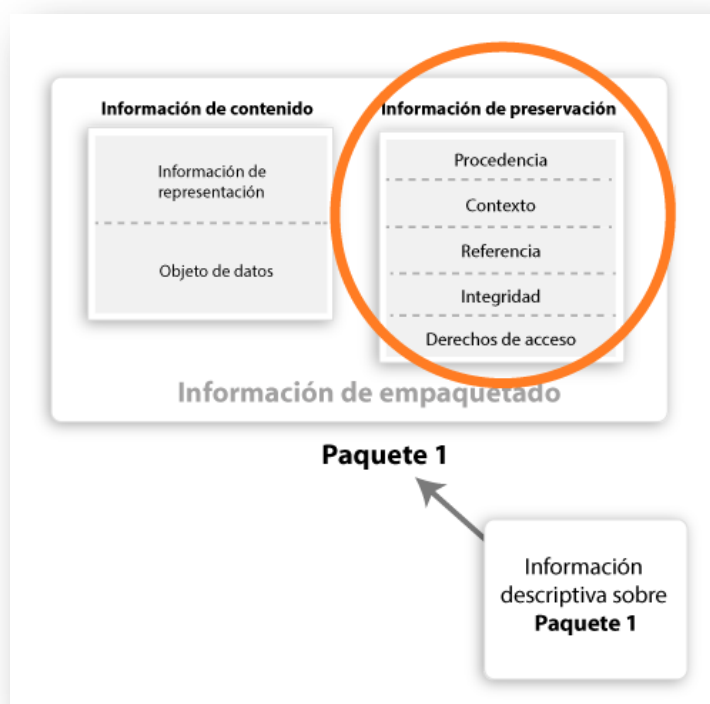 Información de contenido
Información de
representación
Objeto de datos
Información de preservación
Procedencia
Contexto
Referencia
Integridad
Derechos de acceso
Información de empaquetado
Paquete 1
Información
descriptiva sobre
Paquete 1